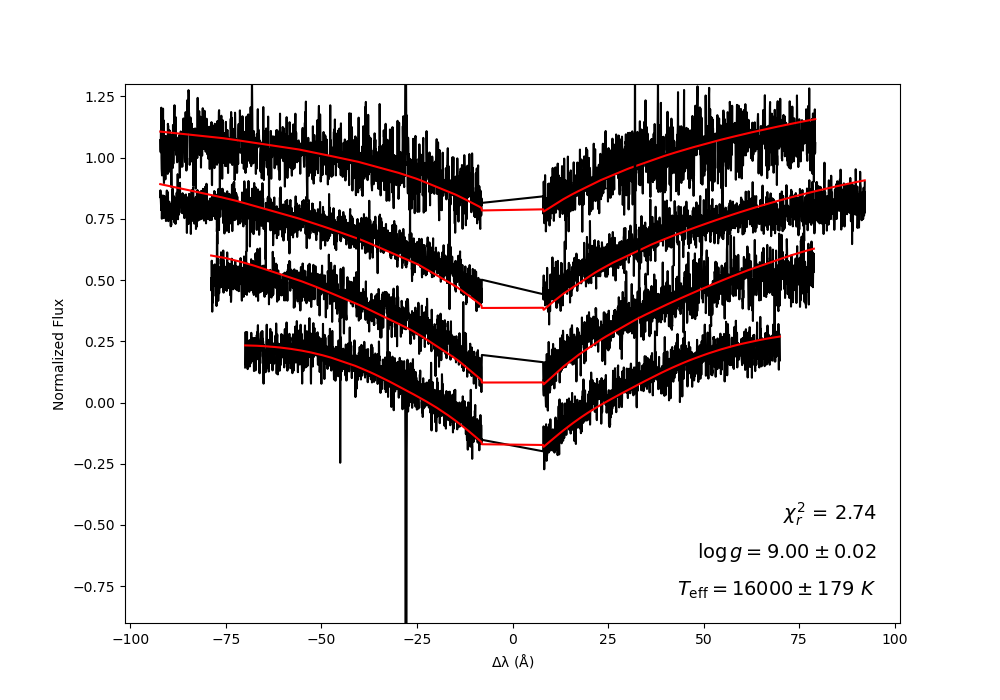 1.25
1.00
0.75
0.50
0.25
0.00
−0.25
−0.50
−0.75
Normalized Flux
χ²ᵣ = 2.74
log g = 9.00 ± 0.02
T_eff = 16000 ± 179 K
−100 −75 −50 −25 0 25 50 75 100
Δλ (Å)